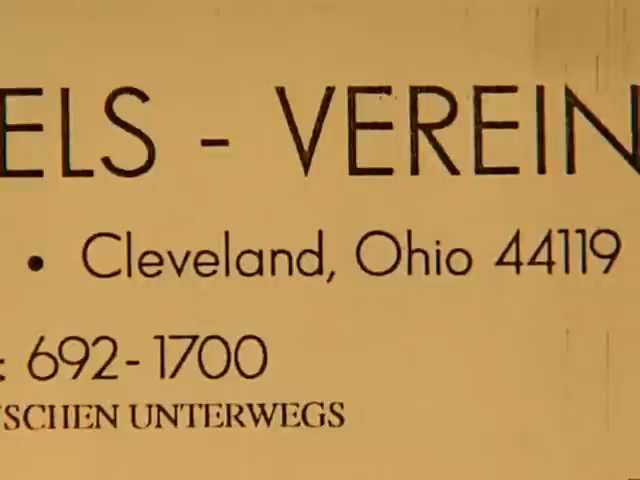 ELS - VEREIN
• Cleveland, Ohio 44119
: 692-1700
SCHEN UNTERWEGS